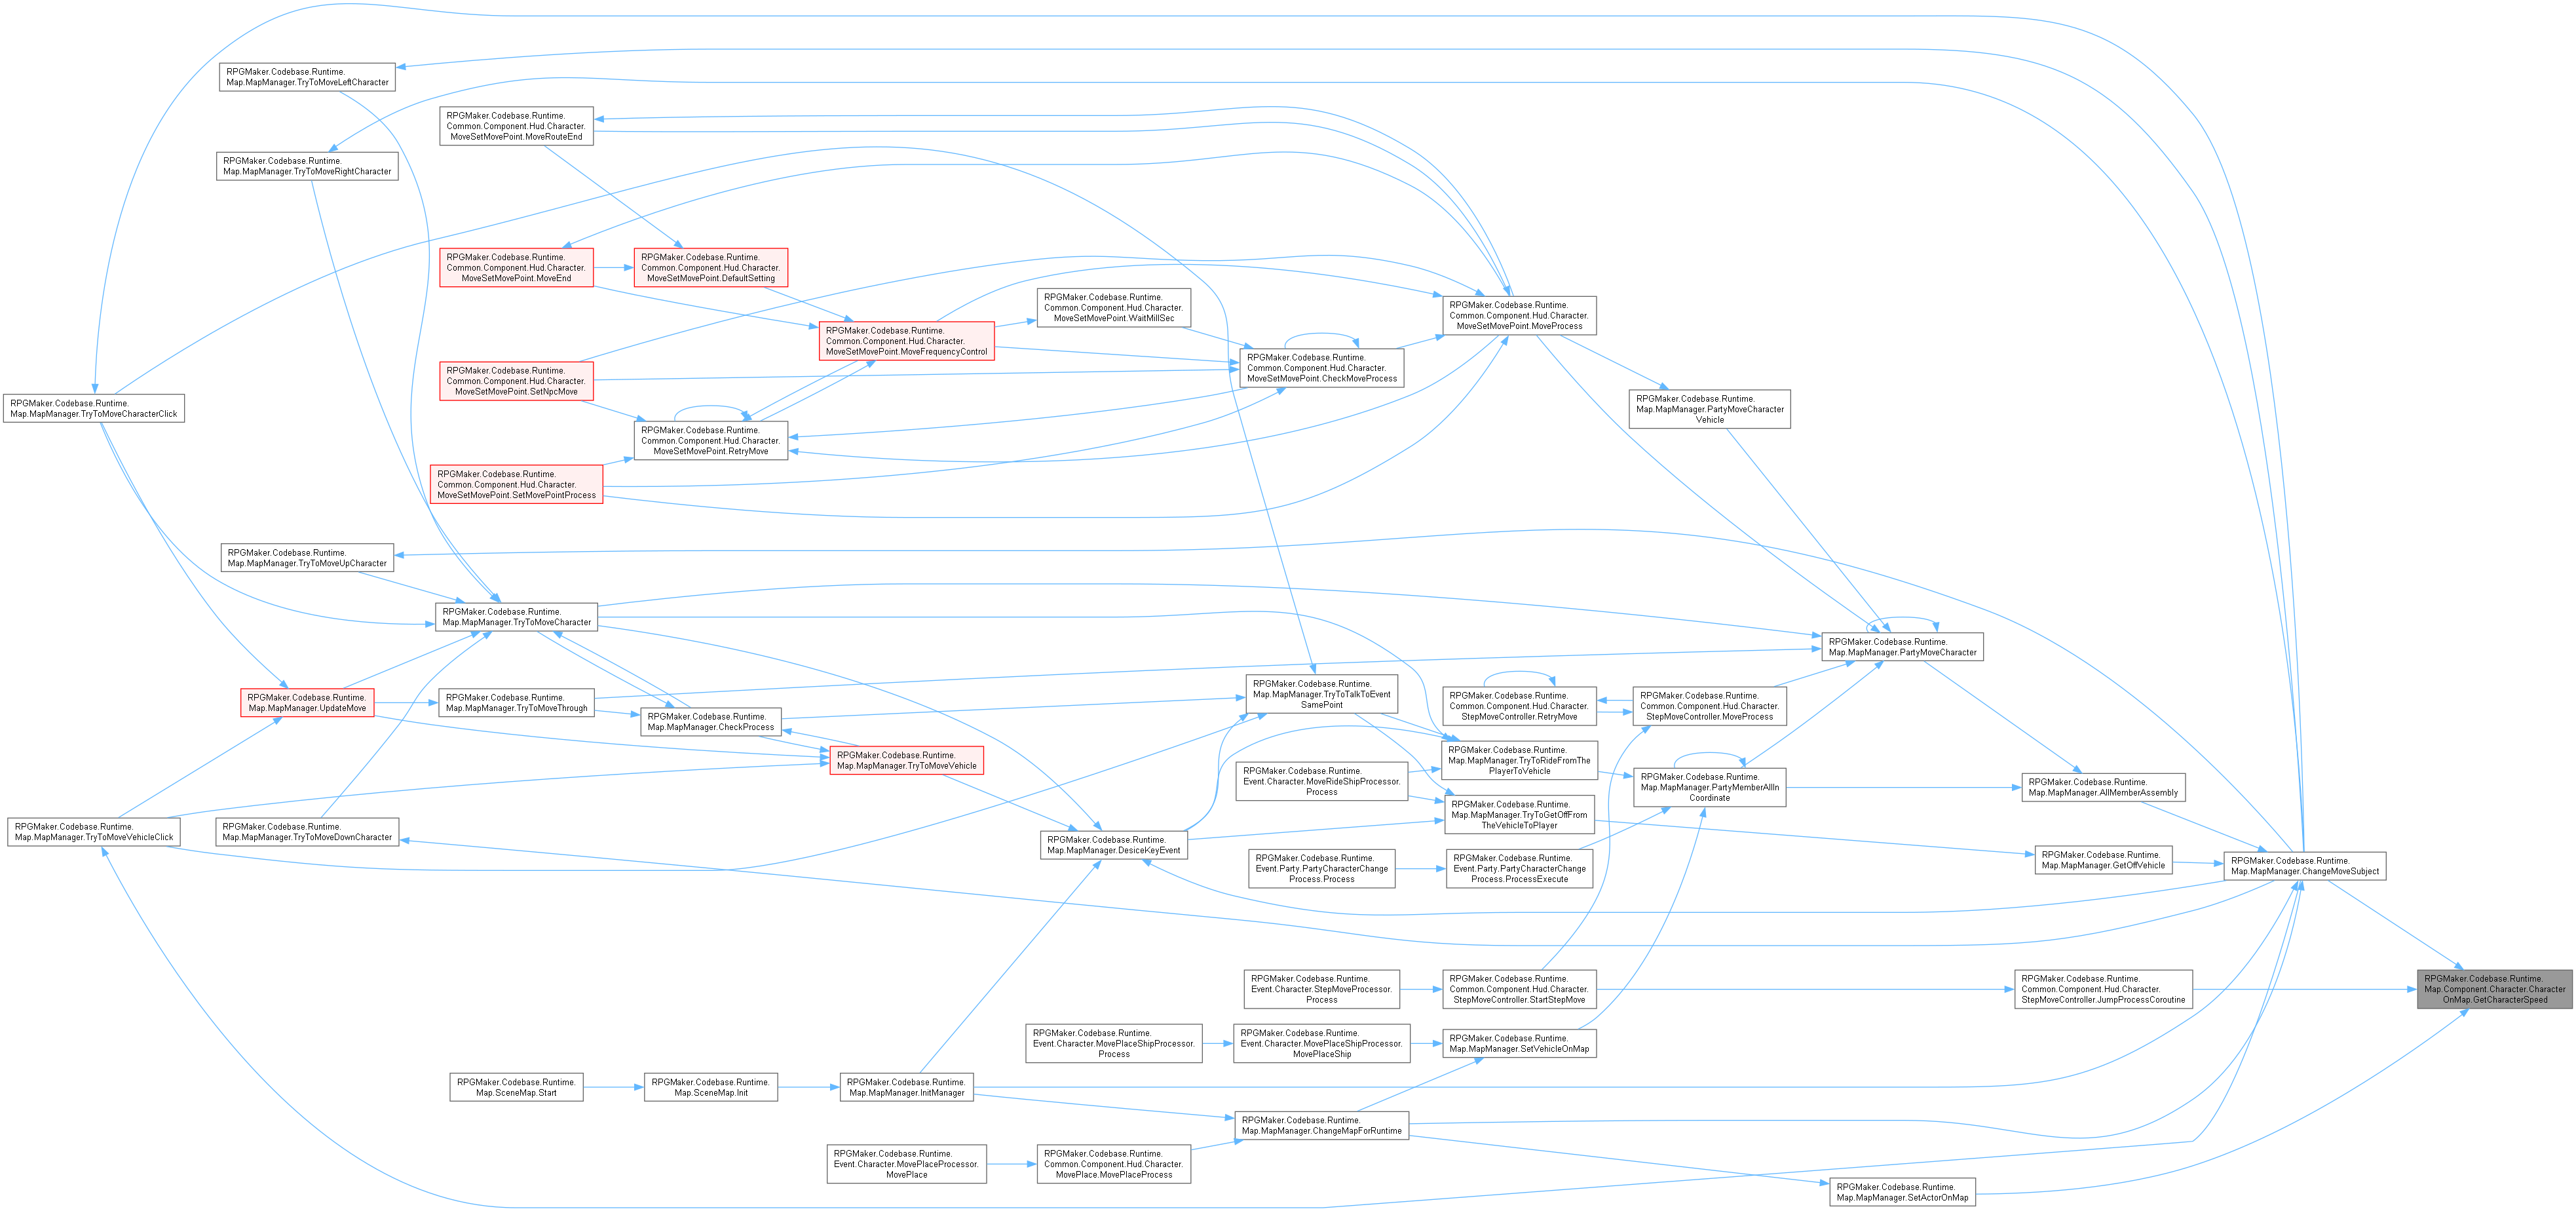 RPGMaker.Codebase.Runtime.
Map.MapManager.TryToMoveLeftCharacter
RPGMaker.Codebase.Runtime.
Common.Component.Hud.Character.
MoveSetMovePoint.MoveRouteEnd
RPGMaker.Codebase.Runtime.
Map.MapManager.TryToMoveRightCharacter
RPGMaker.Codebase.Runtime.
Common.Component.Hud.Character.
MoveSetMovePoint.MoveEnd
RPGMaker.Codebase.Runtime.
Common.Component.Hud.Character.
MoveSetMovePoint.DefaultSetting
RPGMaker.Codebase.Runtime.
Common.Component.Hud.Character.
MoveSetMovePoint.WaitMillSec
RPGMaker.Codebase.Runtime.
Common.Component.Hud.Character.
MoveSetMovePoint.MoveProcess
RPGMaker.Codebase.Runtime.
Common.Component.Hud.Character.
MoveSetMovePoint.MoveFrequencyControl
RPGMaker.Codebase.Runtime.
Common.Component.Hud.Character.
MoveSetMovePoint.CheckMoveProcess
RPGMaker.Codebase.Runtime.
Common.Component.Hud.Character.
MoveSetMovePoint.SetNpcMove
RPGMaker.Codebase.Runtime.
Map.MapManager.TryToMoveCharacterClick
RPGMaker.Codebase.Runtime.
Map.MapManager.PartyMoveCharacter
Vehicle
RPGMaker.Codebase.Runtime.
Common.Component.Hud.Character.
MoveSetMovePoint.RetryMove
RPGMaker.Codebase.Runtime.
Common.Component.Hud.Character.
MoveSetMovePoint.SetMovePointProcess
RPGMaker.Codebase.Runtime.
Map.MapManager.TryToMoveUpCharacter
RPGMaker.Codebase.Runtime.
Map.MapManager.TryToMoveCharacter
RPGMaker.Codebase.Runtime.
Map.MapManager.PartyMoveCharacter
RPGMaker.Codebase.Runtime.
Map.MapManager.UpdateMove
RPGMaker.Codebase.Runtime.
Map.MapManager.TryToMoveThrough
RPGMaker.Codebase.Runtime.
Map.MapManager.CheckProcess
RPGMaker.Codebase.Runtime.
Map.MapManager.TryToTalkToEvent
SamePoint
RPGMaker.Codebase.Runtime.
Common.Component.Hud.Character.
StepMoveController.RetryMove
RPGMaker.Codebase.Runtime.
Common.Component.Hud.Character.
StepMoveController.MoveProcess
RPGMaker.Codebase.Runtime.
Map.MapManager.TryToMoveVehicle
RPGMaker.Codebase.Runtime.
Map.MapManager.TryToRideFromThe
PlayerToVehicle
RPGMaker.Codebase.Runtime.
Event.Character.MoveRideShipProcessor.
Process
RPGMaker.Codebase.Runtime.
Map.MapManager.PartyMemberAllIn
Coordinate
RPGMaker.Codebase.Runtime.
Map.MapManager.AllMemberAssembly
RPGMaker.Codebase.Runtime.
Map.MapManager.TryToGetOffFrom
TheVehicleToPlayer
RPGMaker.Codebase.Runtime.
Map.MapManager.TryToMoveVehicleClick
RPGMaker.Codebase.Runtime.
Map.MapManager.TryToMoveDownCharacter
RPGMaker.Codebase.Runtime.
Map.MapManager.DesiceKeyEvent
RPGMaker.Codebase.Runtime.
Event.Party.PartyCharacterChange
Process.Process
RPGMaker.Codebase.Runtime.
Event.Party.PartyCharacterChange
Process.ProcessExecute
RPGMaker.Codebase.Runtime.
Map.MapManager.GetOffVehicle
RPGMaker.Codebase.Runtime.
Map.MapManager.ChangeMoveSubject
RPGMaker.Codebase.Runtime.
Event.Character.StepMoveProcessor.
Process
RPGMaker.Codebase.Runtime.
Common.Component.Hud.Character.
StepMoveController.StartStepMove
RPGMaker.Codebase.Runtime.
Common.Component.Hud.Character.
StepMoveController.JumpProcessCoroutine
RPGMaker.Codebase.Runtime.
Map.Component.Character.Character
OnMap.GetCharacterSpeed
RPGMaker.Codebase.Runtime.
Event.Character.MovePlaceShipProcessor.
Process
RPGMaker.Codebase.Runtime.
Event.Character.MovePlaceShipProcessor.
MovePlaceShip
RPGMaker.Codebase.Runtime.
Map.MapManager.SetVehicleOnMap
RPGMaker.Codebase.Runtime.
Map.SceneMap.Start
RPGMaker.Codebase.Runtime.
Map.SceneMap.Init
RPGMaker.Codebase.Runtime.
Map.MapManager.InitManager
RPGMaker.Codebase.Runtime.
Map.MapManager.ChangeMapForRuntime
RPGMaker.Codebase.Runtime.
Event.Character.MovePlaceProcessor.
MovePlace
RPGMaker.Codebase.Runtime.
Common.Component.Hud.Character.
MovePlace.MovePlaceProcess
RPGMaker.Codebase.Runtime.
Map.MapManager.SetActorOnMap